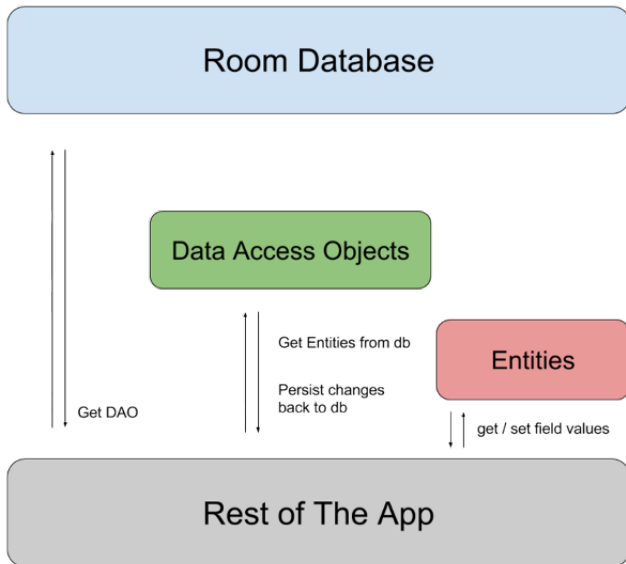 Room Database
Data Access Objects
Get Entities from db
Entities
Persist changes
back to db
Get DAO
get / set field values
Rest of The App